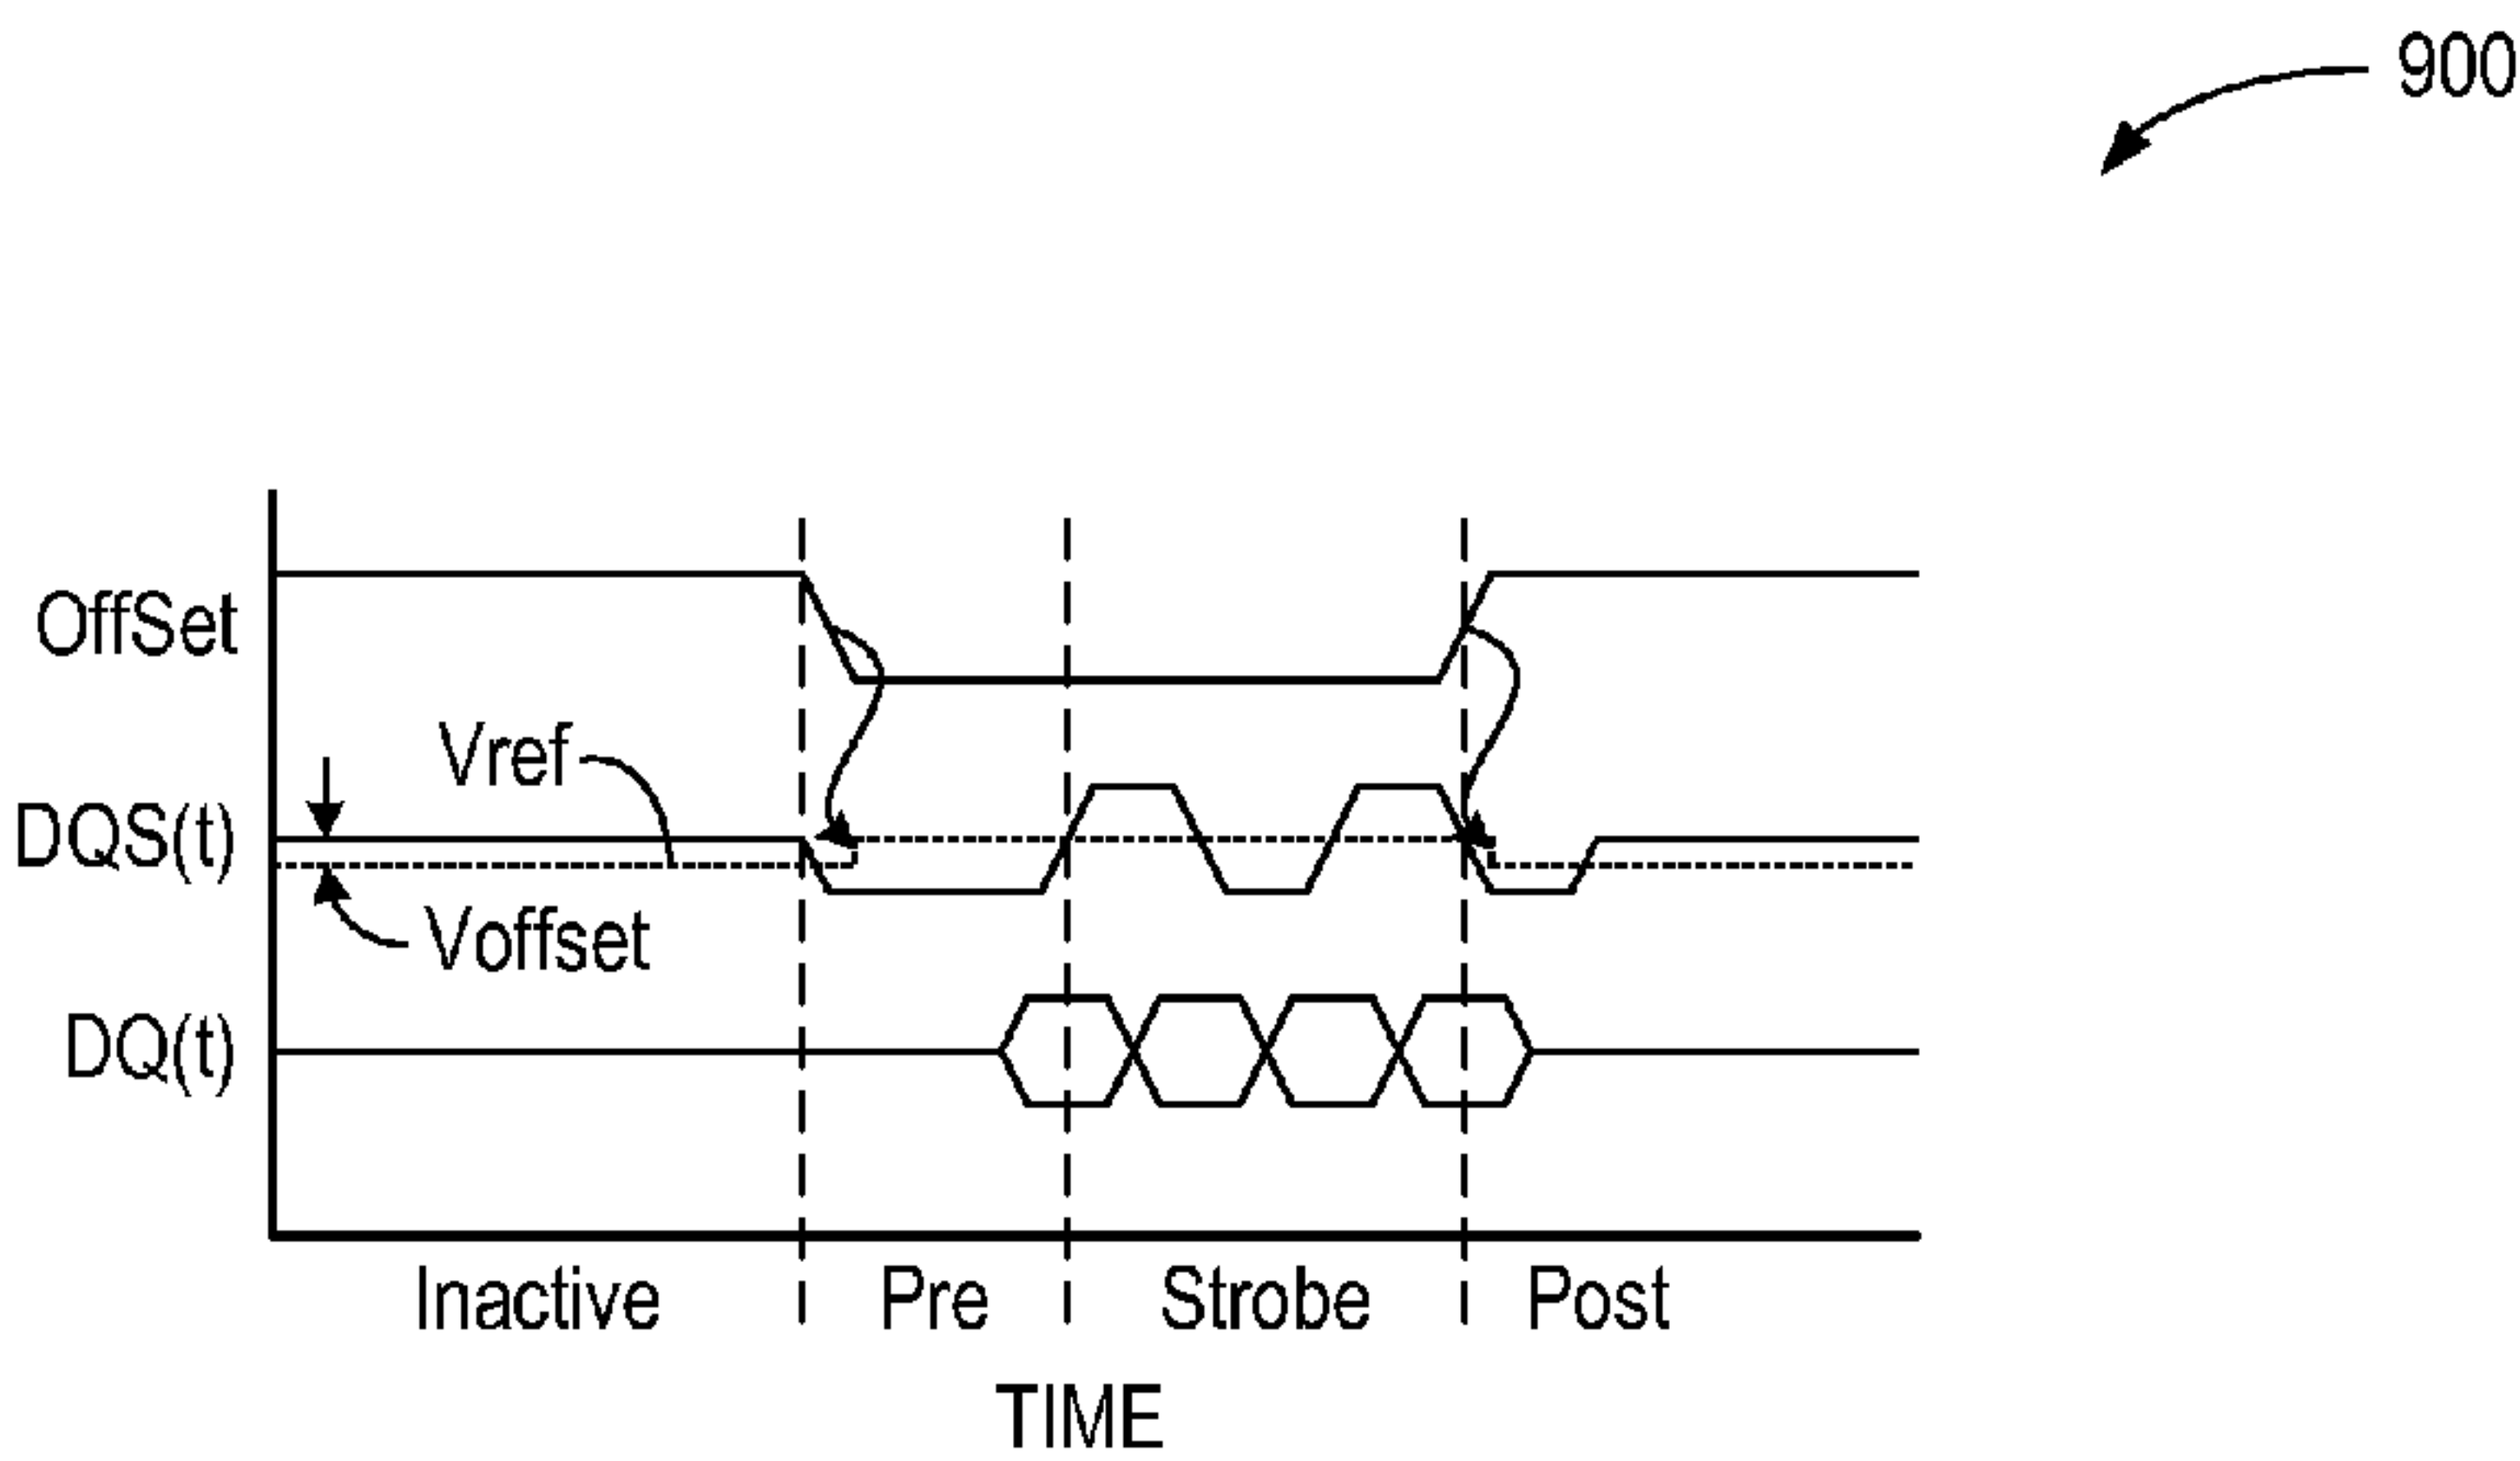 900
OffSet
Vref
DQS(t)
Voffset
DQ(t)
Inactive Pre Strobe Post
TIME